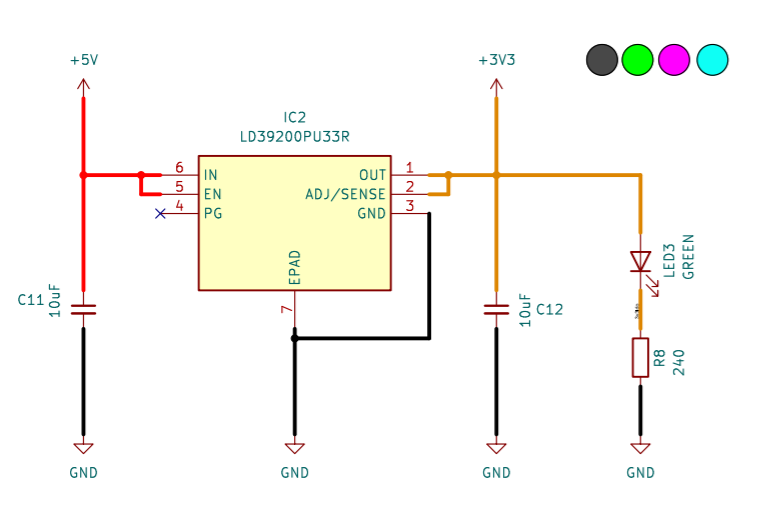 +5V
+3V3
IC2
LD39200PU33R
6
IN
OUT
1
5
EN
ADJ/SENSE
2
4
PG
GND
3
EPAD
7
C11
10uF
10uF
C12
LED3
GREEN
R8
240
GND
GND
GND
GND